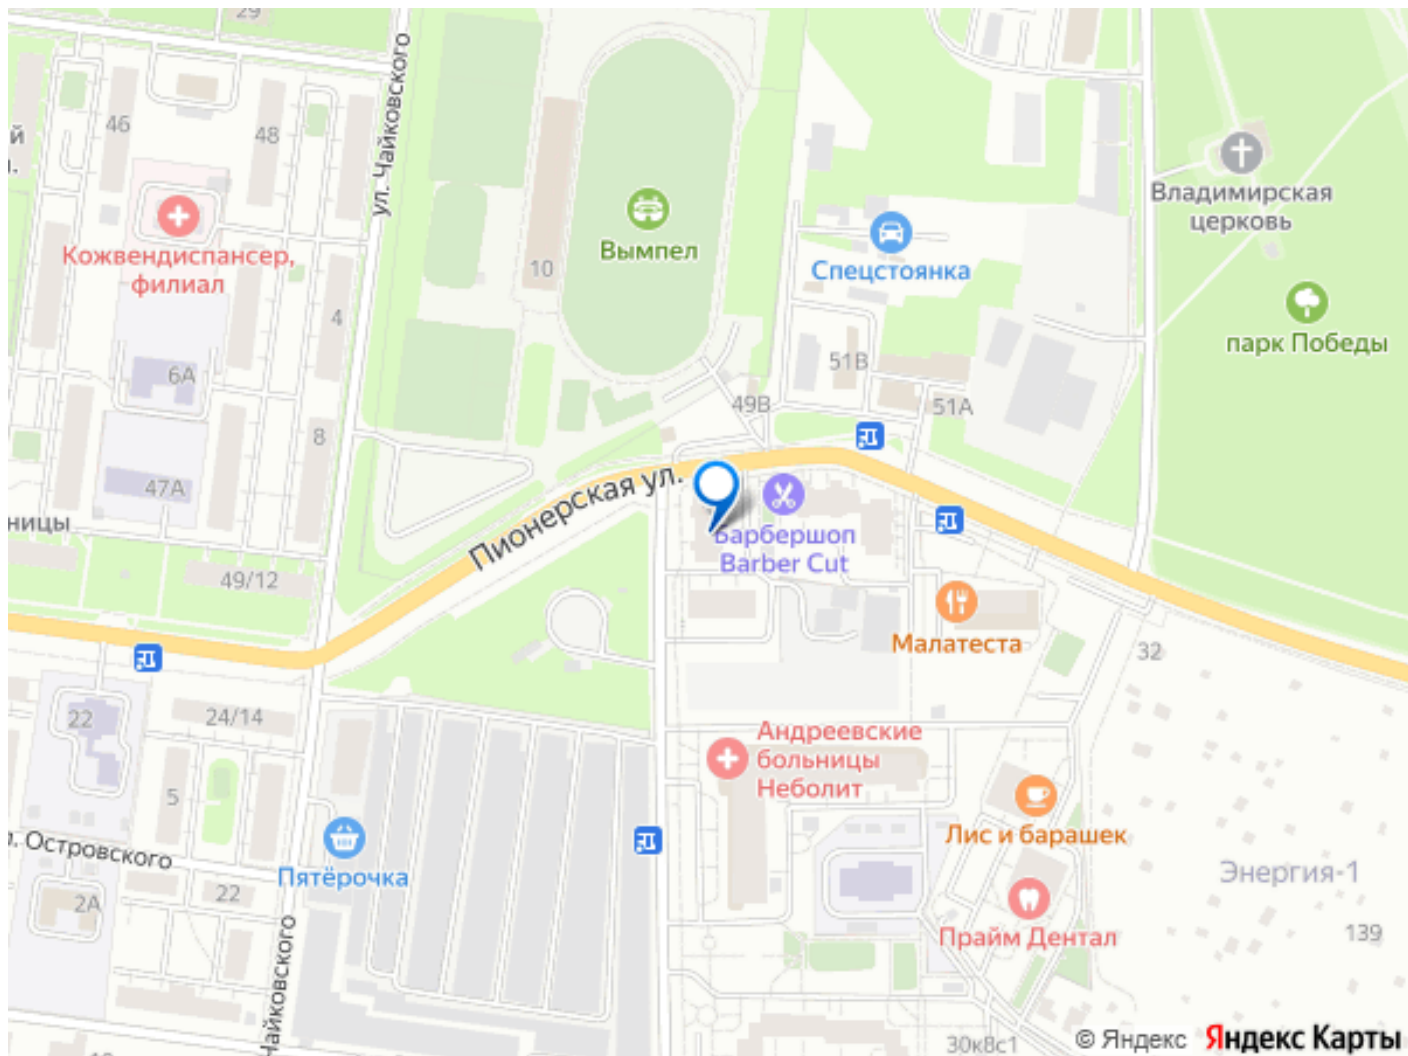 29
46
48
й
ул. Чайковского
Кожвендиспансер,
филиал
10
Вымпел
Спецстоянка
Владимирская
церковь
парк Победы
4
6А
8
47А
51В
49В
51А
ницы
49/12
Пионерская ул.
Барбершоп
Barber Cut
Малатеста
32
22
24/14
5
Андреевские
больницы
Неболит
Лис и барашек
л. Островского
Пятёрочка
22
2А
Энергия-1
Прайм Дентал
139
Чайковского
30к8с1
© Яндекс Яндекс Карты